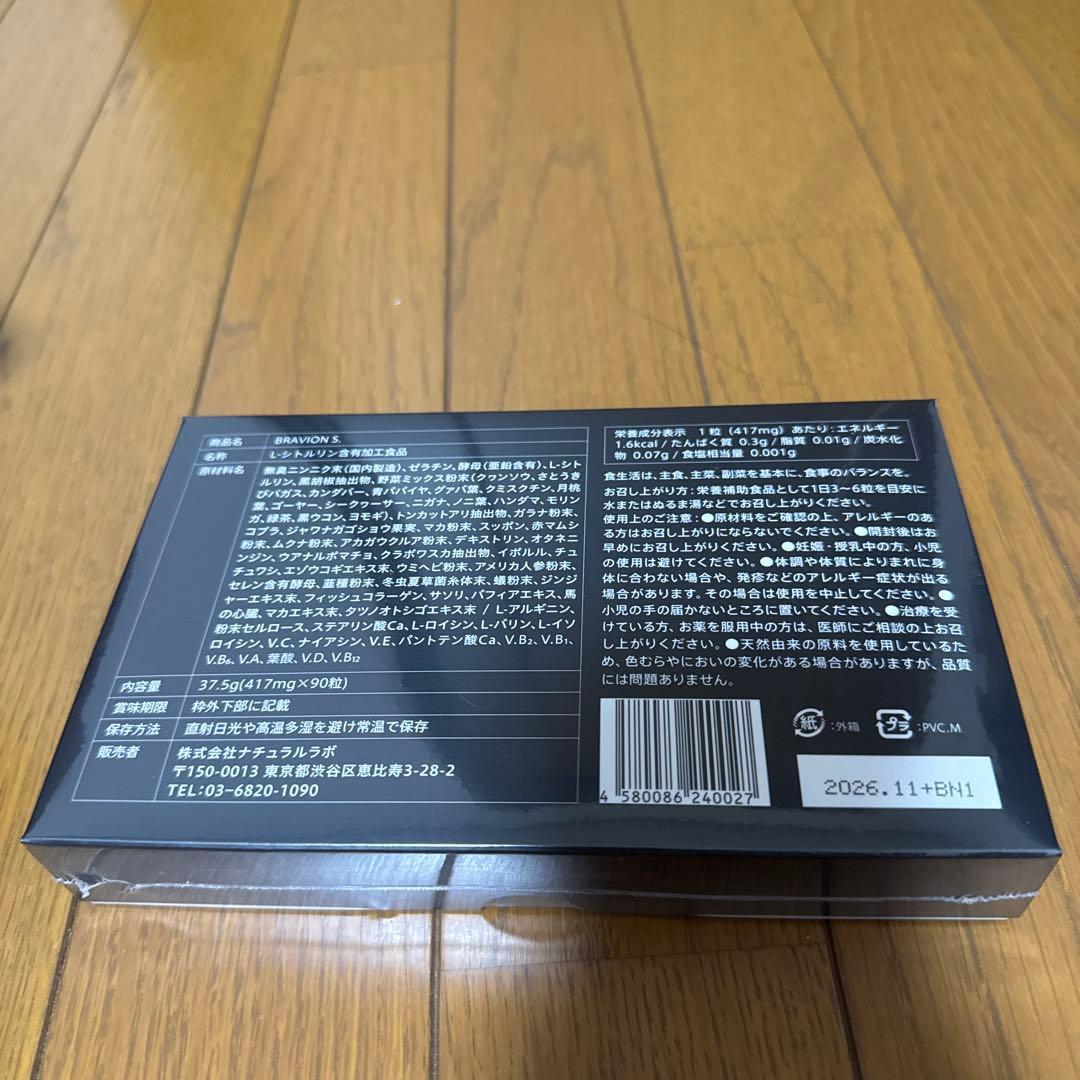 商品名 BRAVION S.
名称 L-シトルリン含有加工食品
原材料名 無臭ニンニク末(国内製造)、ゼラチン、酵母(亜鉛含有)、L-シト
ルリン、黒胡椒抽出物、野菜ミックス粉末(クワンソウ、さとうき
びバガス、カンダバー、青パパイヤ、グァバ葉、クミスクチン、月桃
葉、ゴーヤー、シークヮーサー、ニガナ、ノニ葉、ハンダマ、モリン
ガ、緑茶、黒ウコン、ヨモギ)、トンカットアリ抽出物、ガラナ粉末、
コブラ、ジャワナガゴショウ果実、マカ粉末、スッポン、赤マムシ
粉末、ムクナ粉末、アカガウクルア粉末、デキストリン、オタネニ
ンジン、ウアナルポマチョ、クラボワスカ抽出物、イポルル、チュ
チュワシ、エゾウコギエキス末、ウミヘビ粉末、アメリカ人参粉末、
セレン含有酵母、韮種粉末、冬虫夏草菌糸体末、蟻粉末、ジンジ
ャーエキス末、フィッシュコラーゲン、サソリ、パフィアエキス、馬
の心臓、マカエキス末、タツノオトシゴエキス末 / L-アルギニン、
粉末セルロース、ステアリン酸Ca、L-ロイシン、L-バリン、L-イソ
ロイシン、V.C、ナイアシン、V.E、パントテン酸Ca、V.B₂、V.B₁、
V.B₆、V.A、葉酸、V.D、V.B₁₂
内容量 37.5g(417mg×90粒)
賞味期限 枠外下部に記載
保存方法 直射日光や高温多湿を避け常温で保存
販売者 株式会社ナチュラルラボ
〒150-0013 東京都渋谷区恵比寿3-28-2
TEL:03-6820-1090
栄養成分表示 1粒(417mg)あたり:エネルギー
1.6kcal / たんぱく質 0.3g / 脂質 0.01g / 炭水化
物 0.07g / 食塩相当量 0.001g
食生活は、主食、主菜、副菜を基本に、食事のバランスを。
お召し上がり方:栄養補助食品として1日3〜6粒を目安に
水またはぬるま湯などでお召し上がりください。
使用上のご注意:●原材料をご確認の上、アレルギーのあ
る方はお召し上がりにならないでください。●開封後はお
早めにお召し上がりください。●妊娠・授乳中の方、小児
の使用は避けてください。●体調や体質によりまれに身
体に合わない場合や、発疹などのアレルギー症状が出る
場合があります。その場合は使用を中止してください。●
小児の手の届かないところに置いてください。●治療を受
けている方、お薬を服用中の方は、医師にご相談の上お召
し上がりください。●天然由来の原料を使用しているた
め、色むらやにおいの変化がある場合がありますが、品質
には問題ありません。
紙 :外箱 プラ :PVC.M
4 580086 240027
2026.11+BN1